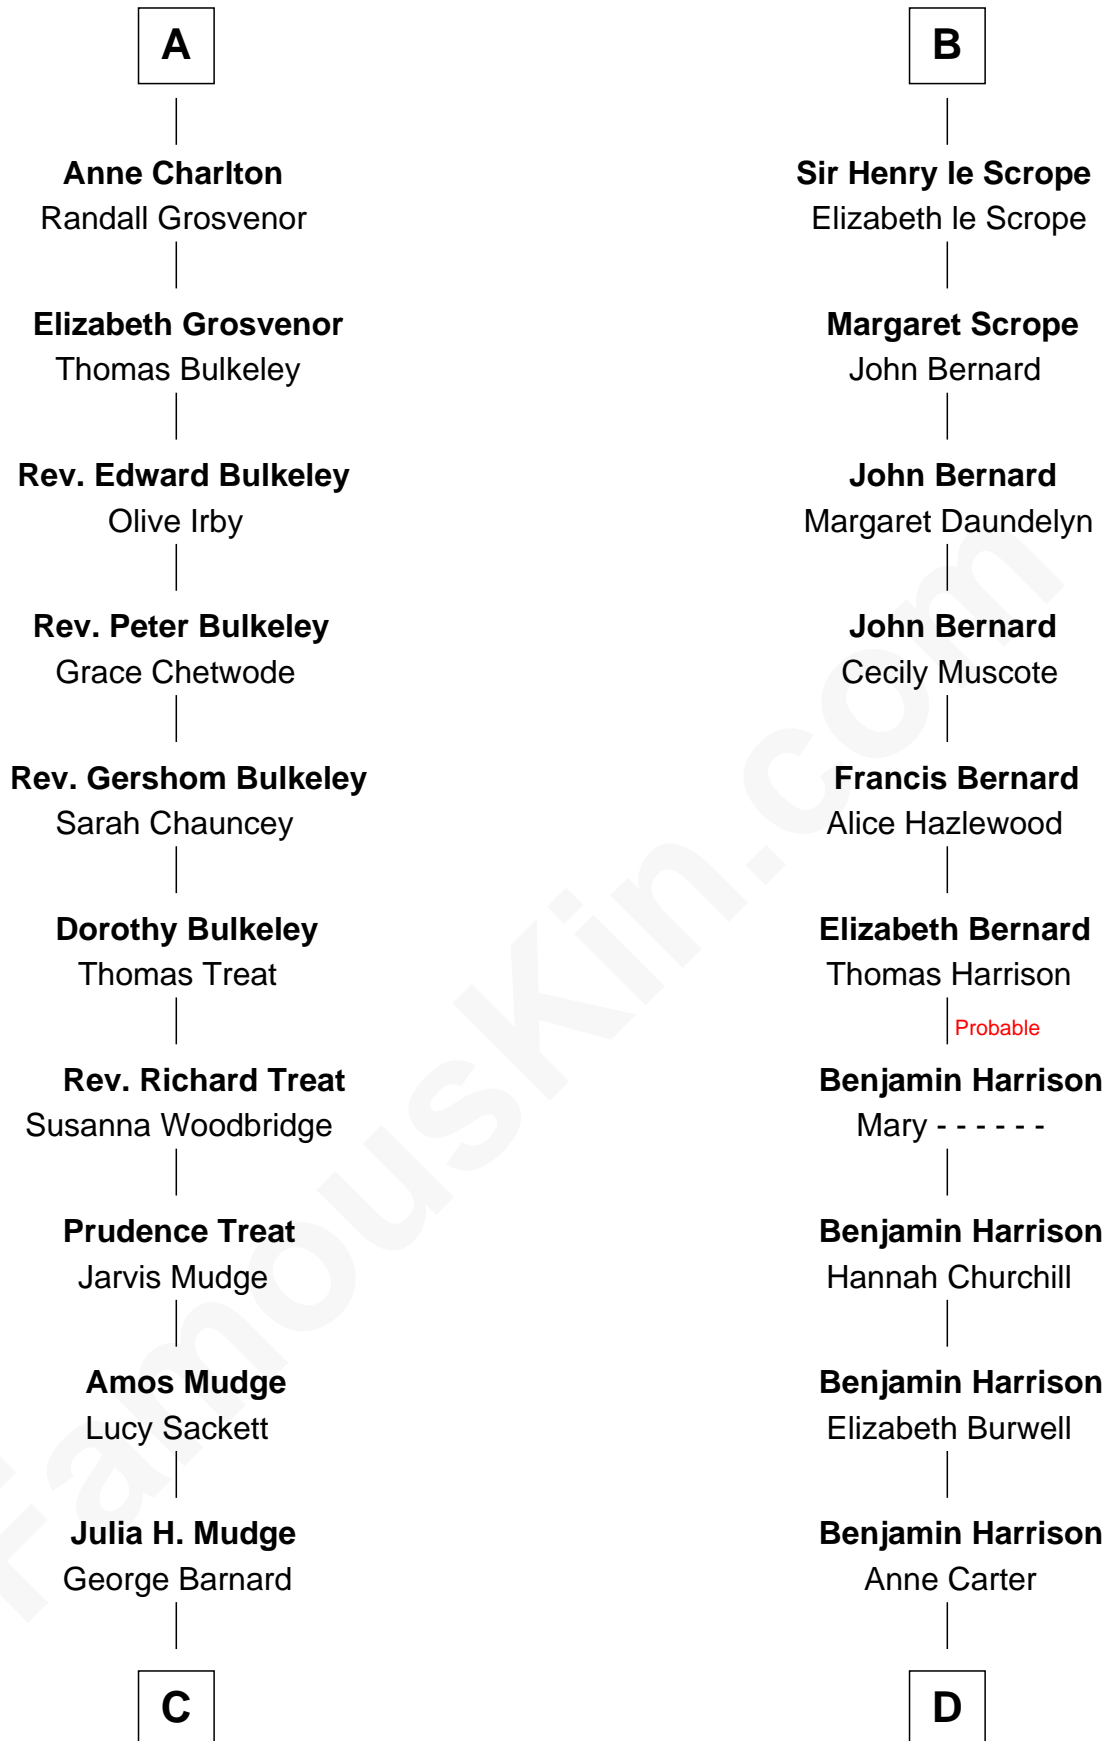 A
Anne Charlton
Randall Grosvenor
Elizabeth Grosvenor
Thomas Bulkeley
Rev. Edward Bulkeley
Olive Irby
Rev. Peter Bulkeley
Grace Chetwode
Rev. Gershom Bulkeley
Sarah Chauncey
Dorothy Bulkeley
Thomas Treat
Rev. Richard Treat
Susanna Woodbridge
Prudence Treat
Jarvis Mudge
Amos Mudge
Lucy Sackett
Julia H. Mudge
George Barnard
C
B
Sir Henry le Scrope
Elizabeth le Scrope
Margaret Scrope
John Bernard
John Bernard
Margaret Daundelyn
John Bernard
Cecily Muscote
Francis Bernard
Alice Hazlewood
Elizabeth Bernard
Thomas Harrison
Probable
Benjamin Harrison
Mary - - - - - -
Benjamin Harrison
Hannah Churchill
Benjamin Harrison
Elizabeth Burwell
Benjamin Harrison
Anne Carter
D
FamousKin.com